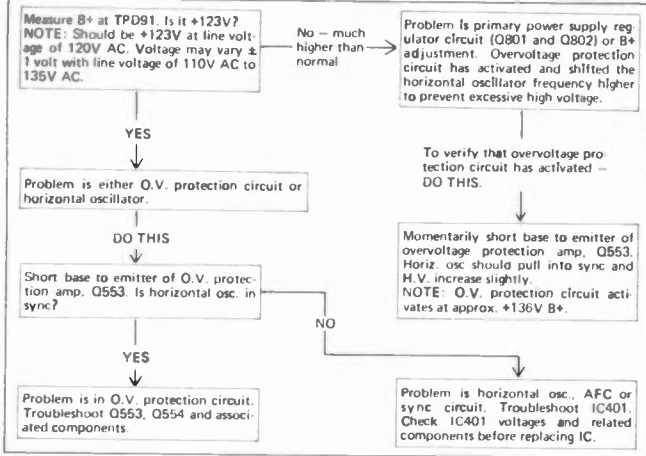 Measure B+ at TPD91. Is it +123V?
NOTE: Should be +123V at line volt-
age of 120V AC. Voltage may vary ±
1 volt with line voltage of 110V AC to
135V AC.
No – much
higher than
normal
Problem is primary power supply reg
ulator circuit (Q801 and Q802) or B+
adjustment. Overvoltage protection
circuit has activated and shifted the
horizontal oscillator frequency higher
to prevent excessive high voltage.
YES
To verify that overvoltage pro
tection circuit has activated –
DO THIS.
Problem is either O.V. protection circuit or
horizontal oscillator.
DO THIS
Momentarily short base to emitter of
overvoltage protection amp, Q553.
Horiz. osc should pull into sync and
H.V. increase slightly.
NOTE: O.V. protection circuit acti
vates at approx. +136V B+.
Short base to emitter of O.V. protec-
tion amp. Q553. Is horizontal osc. in
sync?
NO
YES
Problem is in O.V. protection circuit.
Troubleshoot Q553, Q554 and associ-
ated components.
Problem is horizontal osc., AFC or
sync circuit. Troubleshoot IC401.
Check IC401 voltages and related
components before replacing IC.